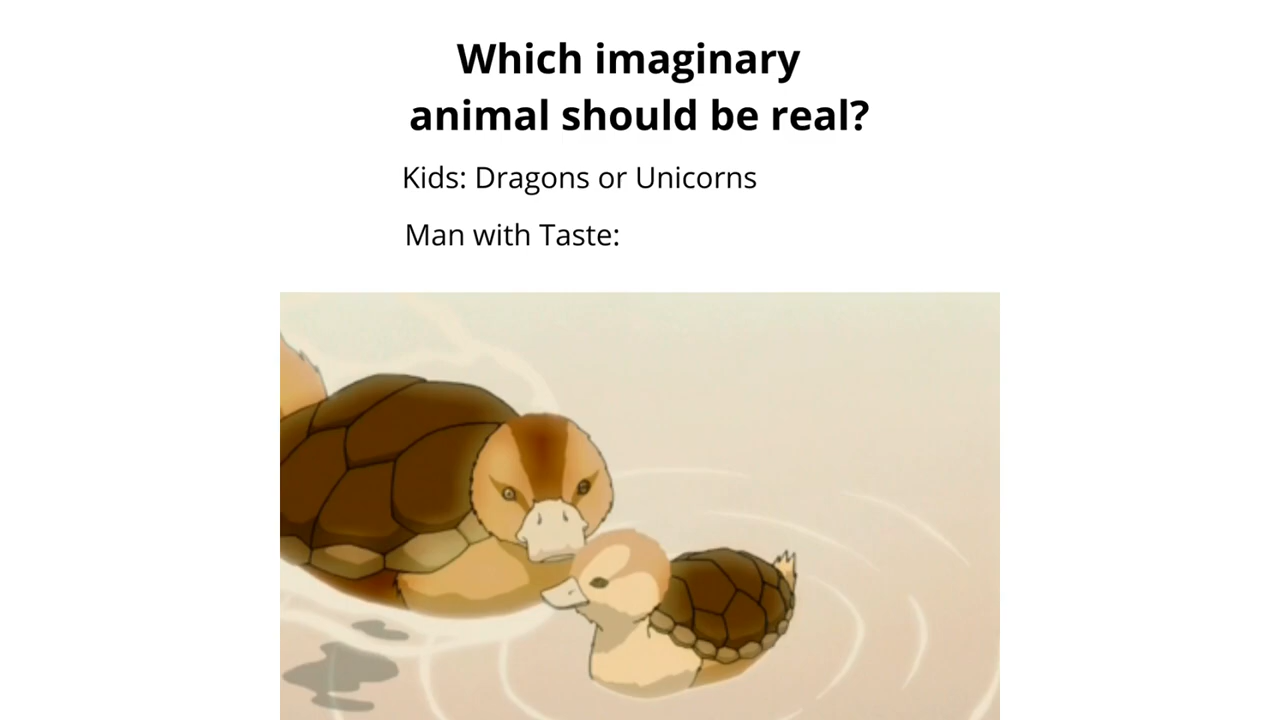 Which imaginary
animal should be real?
Kids: Dragons or Unicorns
Man with Taste: